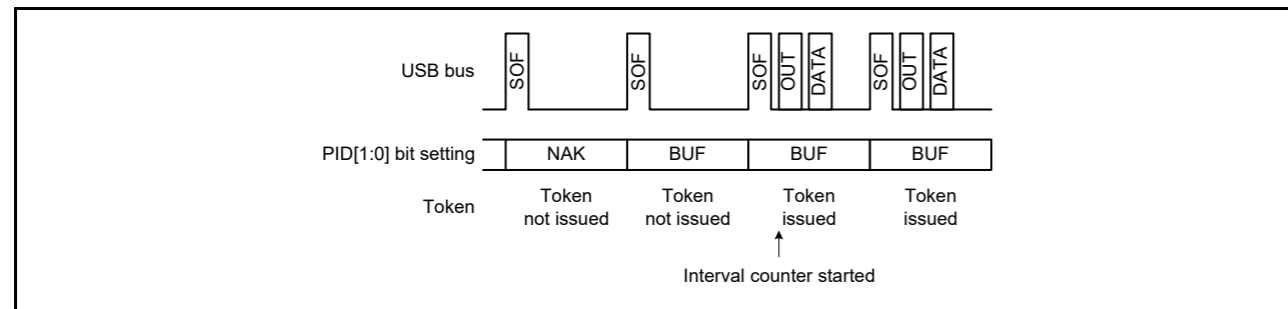 USB bus
SOF SOF SOF OUT DATA SOF OUT DATA
PID[1:0] bit setting NAK BUF BUF BUF
Token Token Token Token Token
not issued not issued issued issued
Interval counter started